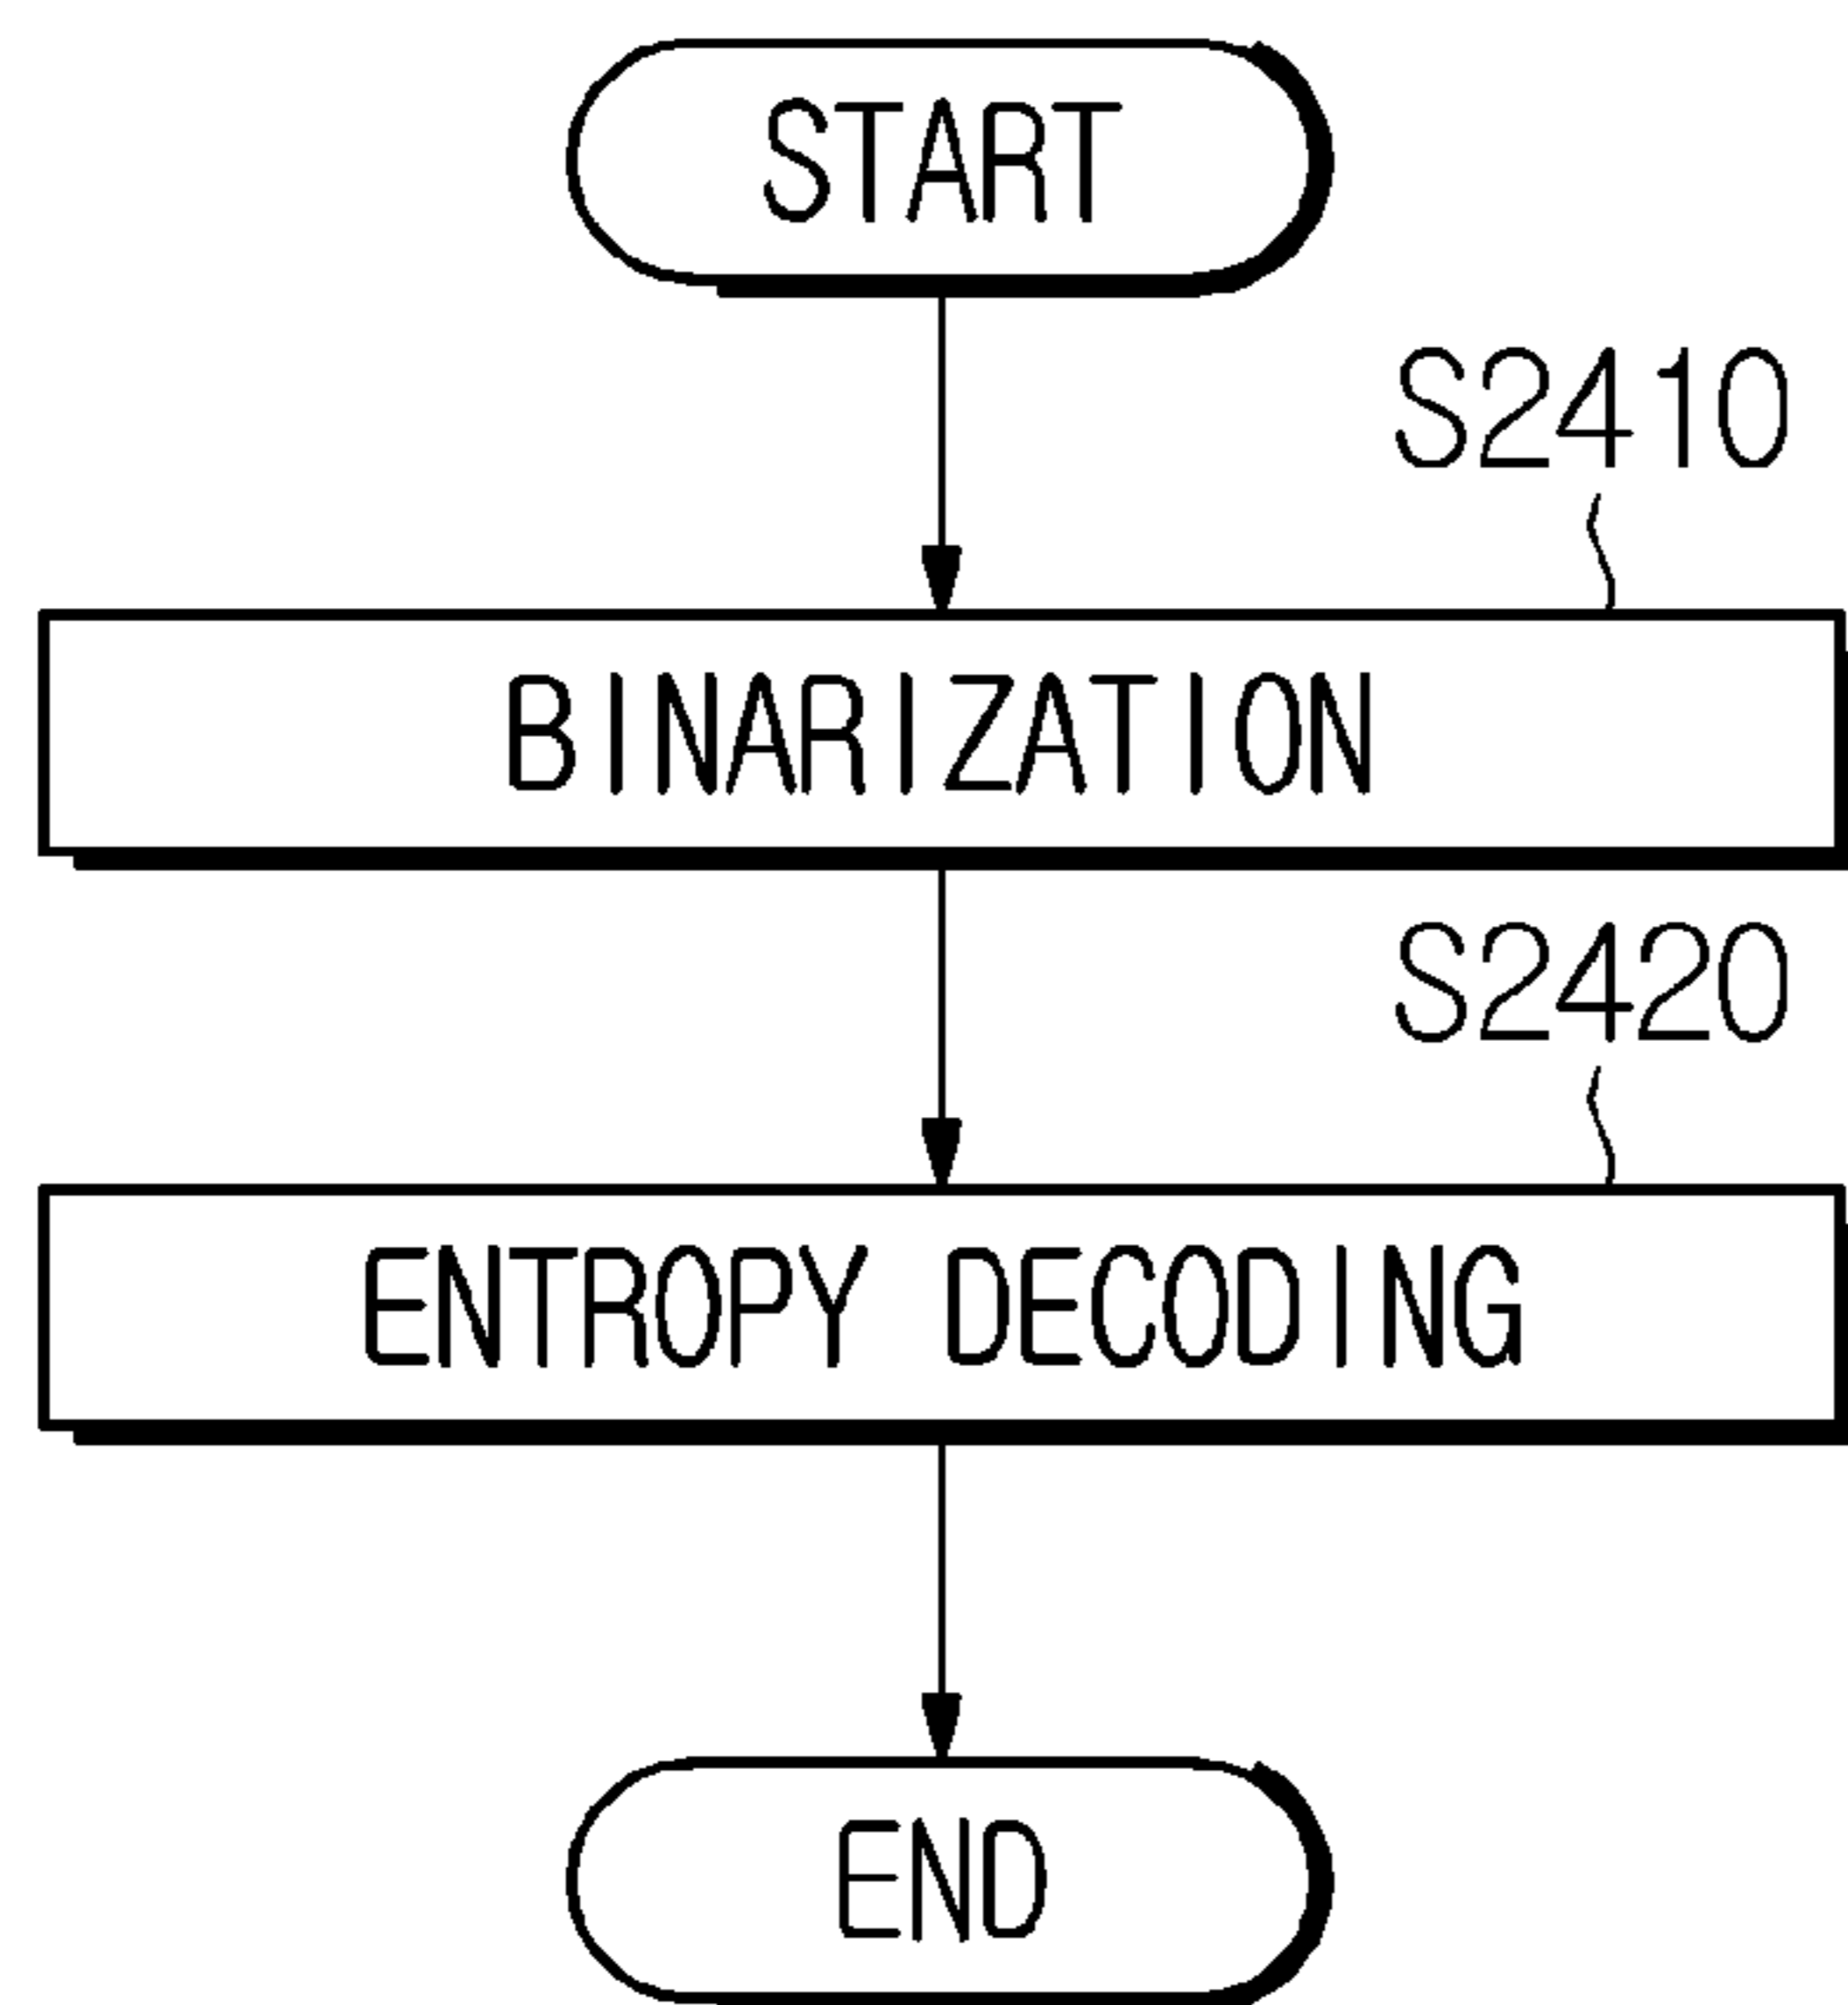 START
S2410
BINARIZATION
S2420
ENTROPY DECODING
END